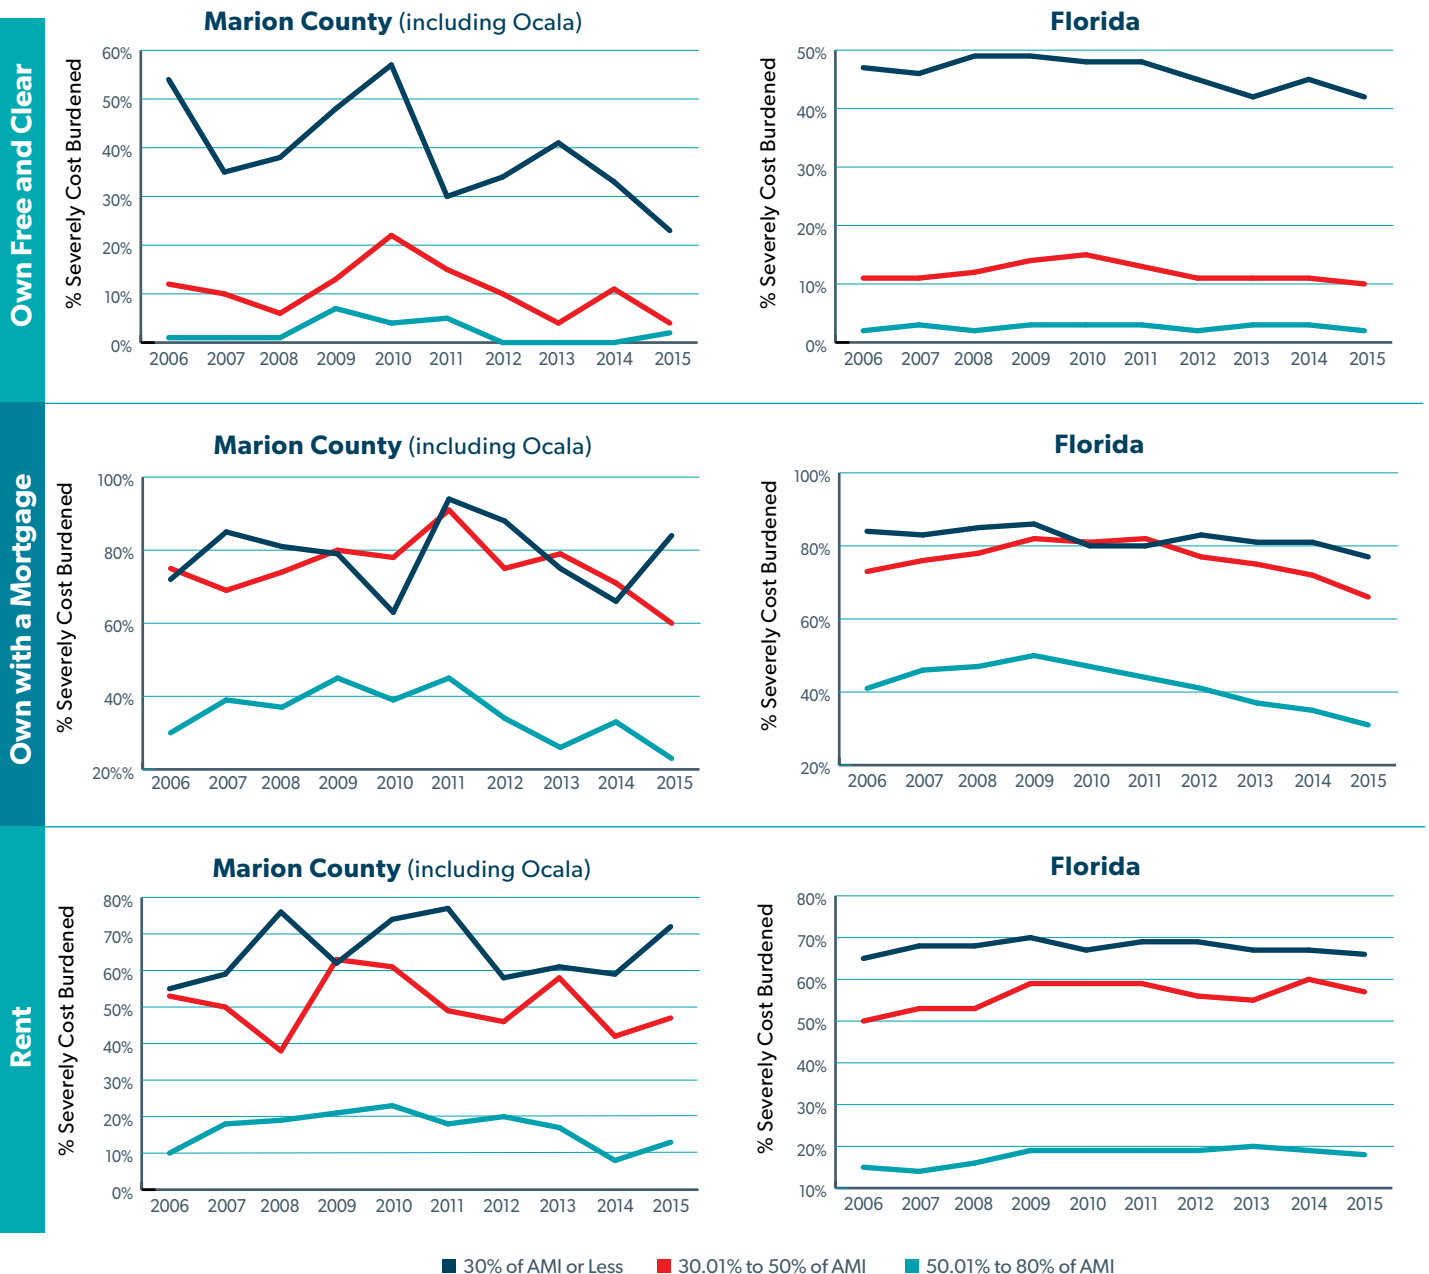 Own Free and Clear
Marion County (including Ocala)
% Severely Cost Burdened
60%
50%
40%
30%
20%
10%
0%
2006 2007 2008 2009 2010 2011 2012 2013 2014 2015
Florida
% Severely Cost Burdened
50%
40%
30%
20%
10%
0%
2006 2007 2008 2009 2010 2011 2012 2013 2014 2015
Own with a Mortgage
Marion County (including Ocala)
% Severely Cost Burdened
100%
80%
60%
40%
20%%
2006 2007 2008 2009 2010 2011 2012 2013 2014 2015
Florida
% Severely Cost Burdened
100%
80%
60%
40%
20%
2006 2007 2008 2009 2010 2011 2012 2013 2014 2015
Rent
Marion County (including Ocala)
% Severely Cost Burdened
80%
70%
60%
50%
40%
30%
20%
10%
0%
2006 2007 2008 2009 2010 2011 2012 2013 2014 2015
Florida
% Severely Cost Burdened
80%
70%
60%
50%
40%
30%
20%
10%
2006 2007 2008 2009 2010 2011 2012 2013 2014 2015
30% of AMI or Less 30.01% to 50% of AMI 50.01% to 80% of AMI